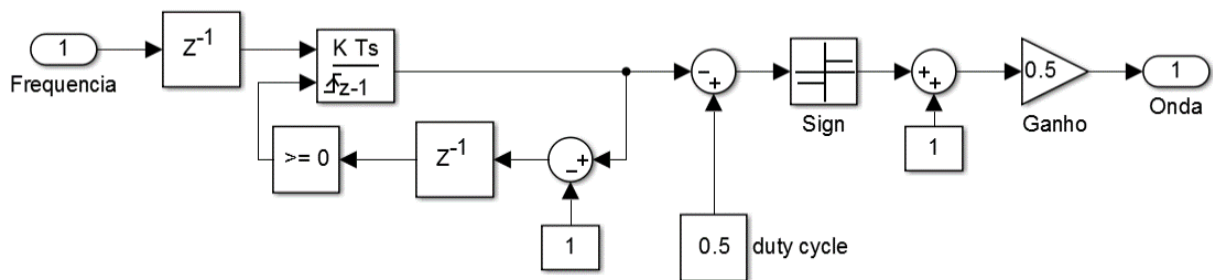 1
Frequencia
Z-1
K Ts
z-1
>= 0
Z-1
- +
1
- +
0.5
duty cycle
Sign
+ +
1
0.5
Ganho
1
Onda